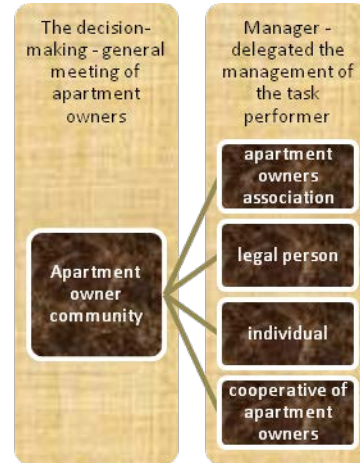 The decision-
making - general
meeting of
apartment
owners
Apartment
owner
community
Manager -
delegated the
management of
the task
performer
apartment
owners
association
legal person
individual
cooperative of
apartment
owners